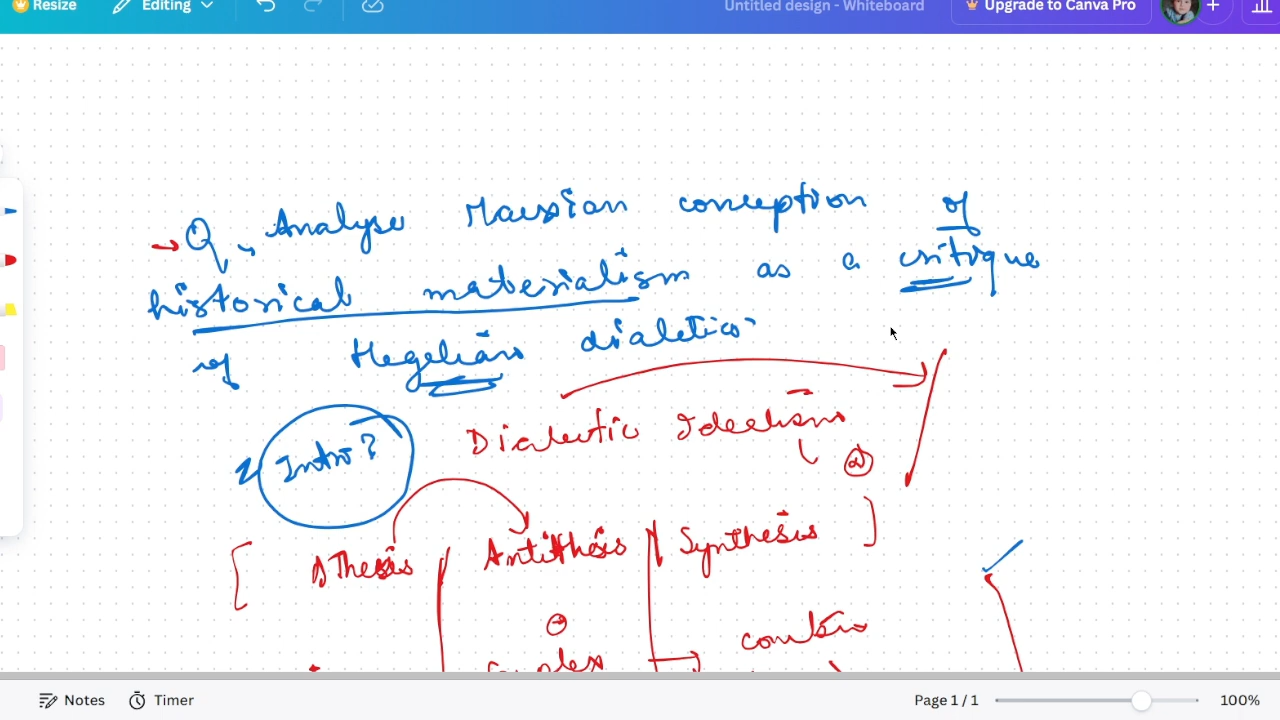 Resize
Editing
Untitled design - Whiteboard
Upgrade to Canva Pro
Q, Analyse Marxian conception of
historical materialism as a critique
of Hegelian dialetics
Intro?
Dialectic Idealism
Thesis Antithesis Synthesis
Notes
Timer
Page 1 / 1
100%